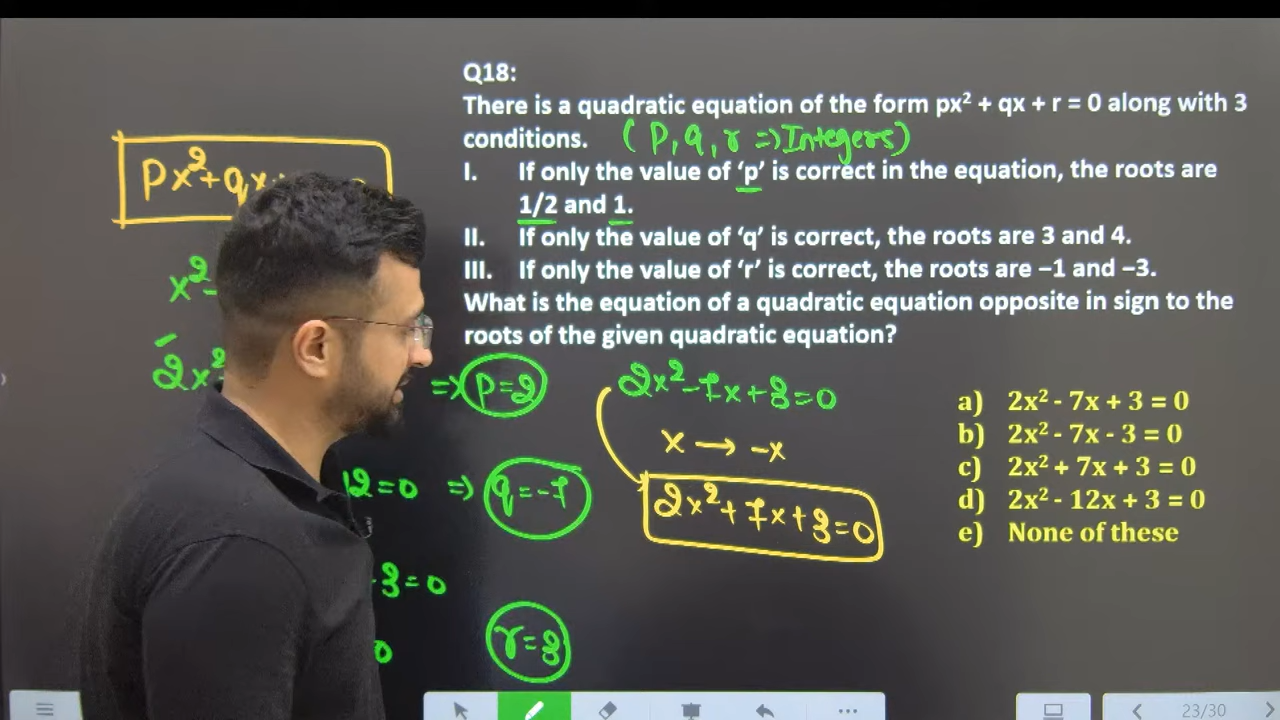 Q18:
There is a quadratic equation of the form px² + qx + r = 0 along with 3
conditions. (P, q, r => Integers)
I. If only the value of ‘p’ is correct in the equation, the roots are
1/2 and 1.
II. If only the value of ‘q’ is correct, the roots are 3 and 4.
III. If only the value of ‘r’ is correct, the roots are –1 and –3.
What is the equation of a quadratic equation opposite in sign to the
roots of the given quadratic equation?
Px²+qx
x²-
2x²
=> P=2
12=0 => q=-7
3=0
0
r=3
2x²-7x+3=0
x → -x
2x²+7x+3=0
a) 2x² - 7x + 3 = 0
b) 2x² - 7x - 3 = 0
c) 2x² + 7x + 3 = 0
d) 2x² - 12x + 3 = 0
e) None of these
23/30